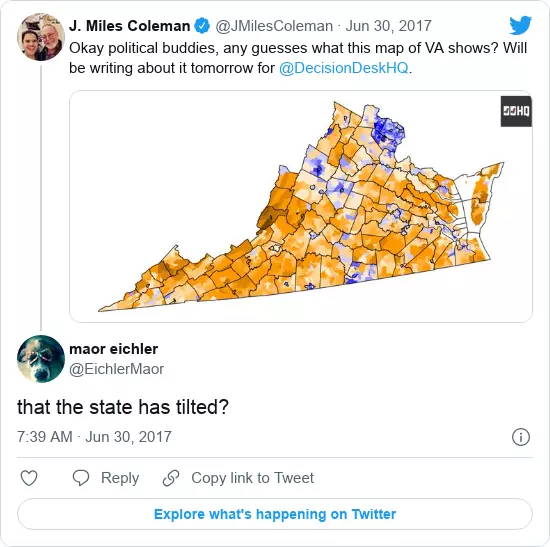 J. Miles Coleman @JMilesColeman · Jun 30, 2017
Okay political buddies, any guesses what this map of VA shows? Will
be writing about it tomorrow for @DecisionDeskHQ.
DDHQ
maor eichler
@EichlerMaor
that the state has tilted?
7:39 AM · Jun 30, 2017
Reply
Copy link to Tweet
Explore what's happening on Twitter